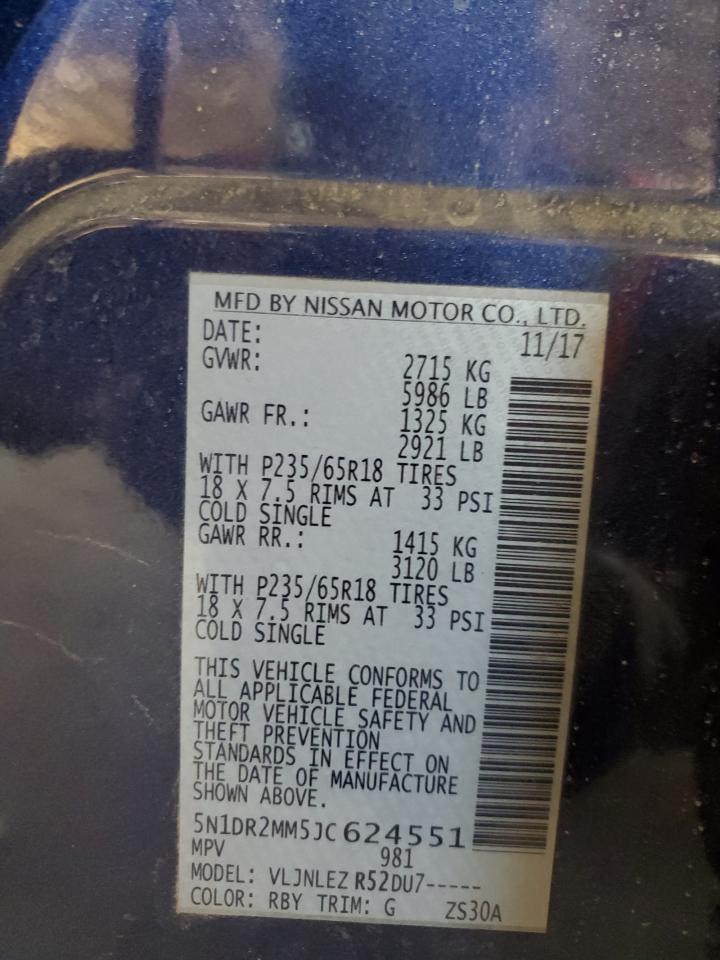 MFD BY NISSAN MOTOR CO., LTD.
DATE: 11/17
GVWR: 2715 KG
5986 LB
GAWR FR.: 1325 KG
2921 LB
WITH P235/65R18 TIRES
18 X 7.5 RIMS AT 33 PSI
COLD SINGLE
GAWR RR.: 1415 KG
3120 LB
WITH P235/65R18 TIRES
18 X 7.5 RIMS AT 33 PSI
COLD SINGLE
THIS VEHICLE CONFORMS TO
ALL APPLICABLE FEDERAL
MOTOR VEHICLE SAFETY AND
THEFT PREVENTION
STANDARDS IN EFFECT ON
THE DATE OF MANUFACTURE
SHOWN ABOVE.
5N1DR2MM5JC624551
MPV 981
MODEL: VLJNLEZ R52DU7-----
COLOR: RBY TRIM: G ZS30A